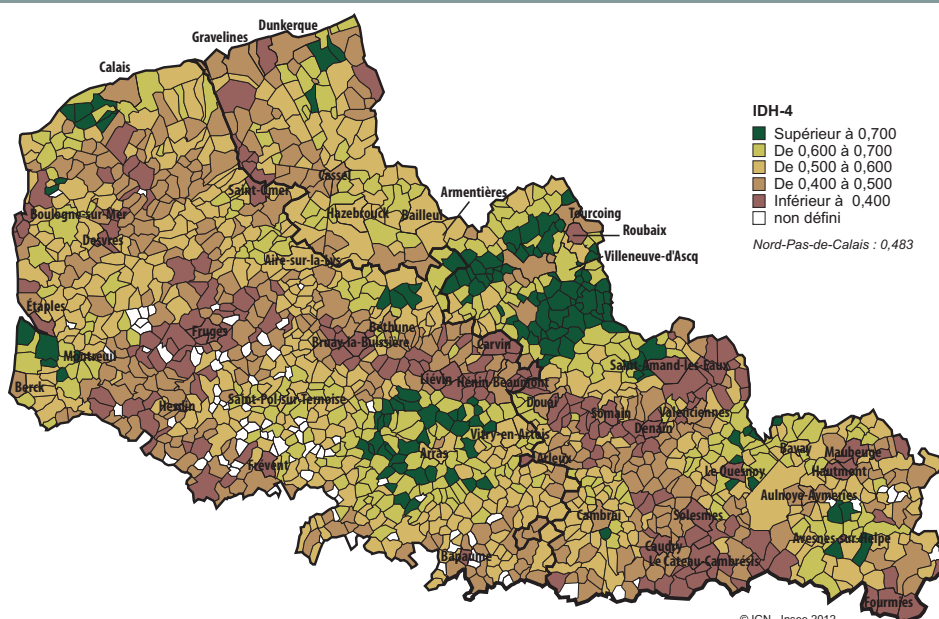 Dunkerque
Gravelines
Calais
IDH-4
Supérieur à 0,700
De 0,600 à 0,700
De 0,500 à 0,600
De 0,400 à 0,500
Inférieur à 0,400
non défini
Nord-Pas-de-Calais : 0,483
Cassel
Saint-Omer
Armentières
Boulogne-sur-Mer
Hazebrouck
Bailleul
Tourcoing
Roubaix
Desvres
Villeneuve-d'Ascq
Aire-sur-la-Lys
Étaples
Fruges
Béthune
Bruay-la-Buissière
Carvin
Montreuil
Saint-Amand-les-Eaux
Berck
Liévin
Hénin-Beaumont
Hesdin
Saint-Pol-sur-Ternoise
Douai
Somain
Valenciennes
Denain
Vitry-en-Artois
Arras
Arleux
Bavay
Maubeuge
Frévent
Le Quesnoy
Hautmont
Aulnoye-Aymeries
Cambrai
Solesmes
Avesnes-sur-Helpe
Bapaume
Caudry
Le Cateau-Cambrésis
Fourmies
© IGN - Insee 2012